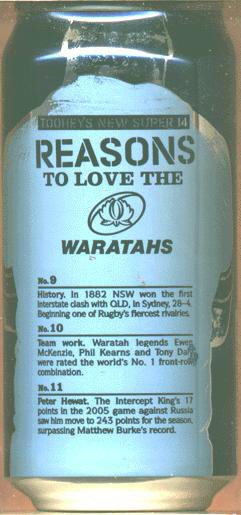 TOOHEYS NEW SUPER 14
REASONS
TO LOVE THE
WARATAHS
No.9
History. In 1882 NSW won the first
interstate clash with QLD, in Sydney, 28-4.
Beginning one of Rugby's fiercest rivalries.
No.10
Team work. Waratah legends Ewen
McKenzie, Phil Kearns and Tony Daly
were rated the world's No. 1 front-row
combination.
No.11
Peter Hewat. The Intercept King's 17
points in the 2005 game against Russia
saw him move to 243 points for the season,
surpassing Matthew Burke's record.